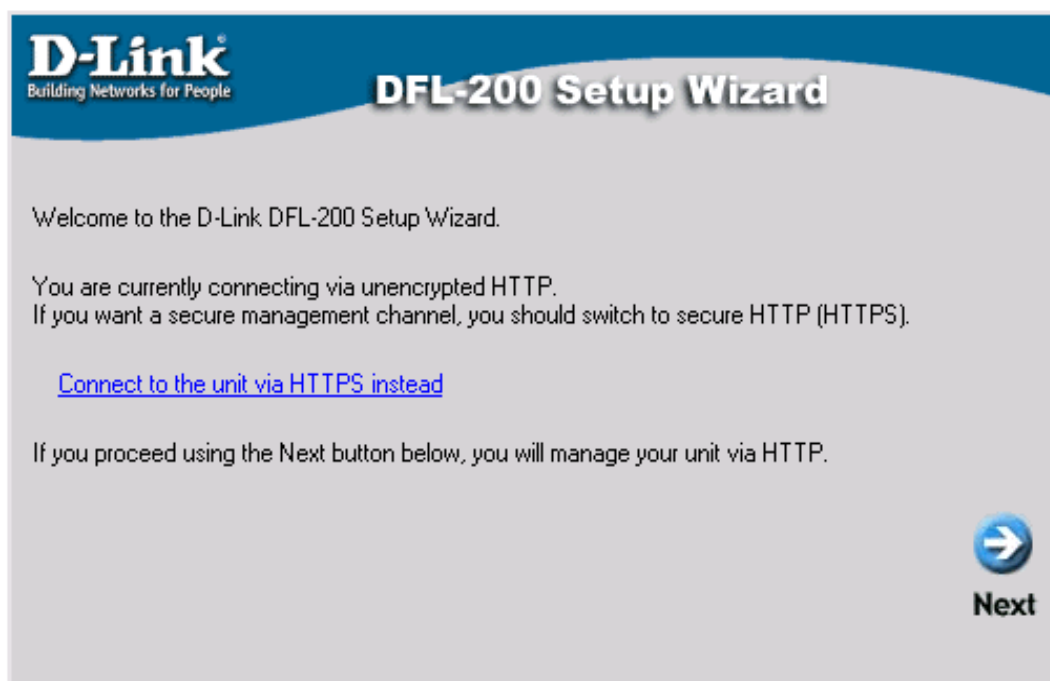 D-Link
Building Networks for People
DFL-200 Setup Wizard
Welcome to the D-Link DFL-200 Setup Wizard.
You are currently connecting via unencrypted HTTP.
If you want a secure management channel, you should switch to secure HTTP (HTTPS).
Connect to the unit via HTTPS instead
If you proceed using the Next button below, you will manage your unit via HTTP.
Next